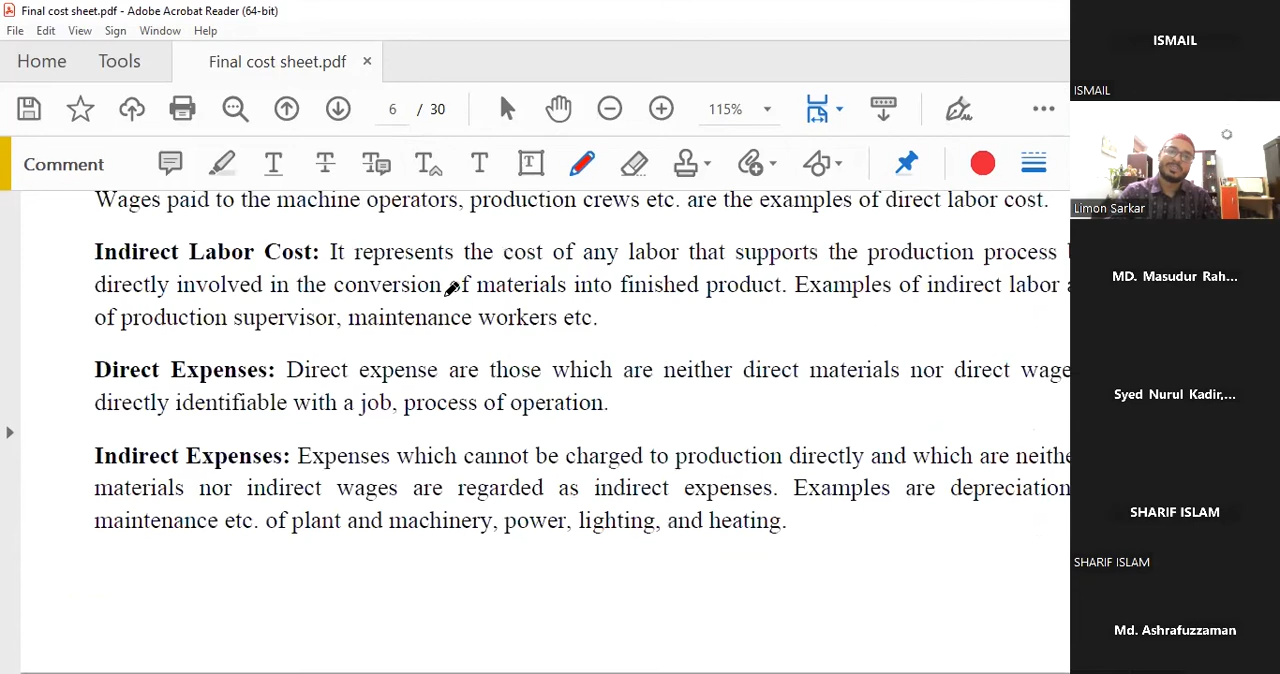 Final cost sheet.pdf - Adobe Acrobat Reader (64-bit)
File Edit View Sign Window Help
Home Tools Final cost sheet.pdf ×
6 / 30 115%
Comment
Wages paid to the machine operators, production crews etc. are the examples of direct labor cost.
Indirect Labor Cost: It represents the cost of any labor that supports the production process
directly involved in the conversion of materials into finished product. Examples of indirect labor
of production supervisor, maintenance workers etc.
Direct Expenses: Direct expense are those which are neither direct materials nor direct wage
directly identifiable with a job, process of operation.
Indirect Expenses: Expenses which cannot be charged to production directly and which are neithe
materials nor indirect wages are regarded as indirect expenses. Examples are depreciation
maintenance etc. of plant and machinery, power, lighting, and heating.
ISMAIL
ISMAIL
Limon Sarkar
MD. Masudur Rah...
Syed Nurul Kadir,...
SHARIF ISLAM
SHARIF ISLAM
Md. Ashrafuzzaman